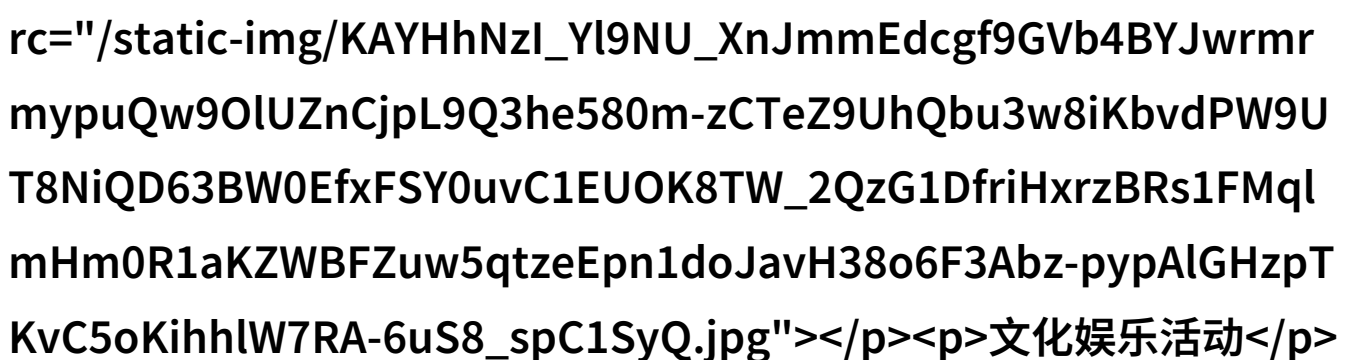 rc="/static-img/KAYHhNzI_Yl9NU_XnJmmEdcgf9GVb4BYJwrmr
mypuQw9OlUZnCjpL9Q3he580m-zCTeZ9UhQbu3w8iKbvdPW9U
T8NiQD63BW0EfxFSY0uvC1EUOK8TW_2QzG1DfriHxrzBRs1FMql
mHm0R1aKZWBFZuw5qtzeEpn1doJavH38o6F3Abz-pypAlGHzpT
KvC5oKihhlW7RA-6uS8_spC1SyQ.jpg"></p><p>文化娱乐活动</p>